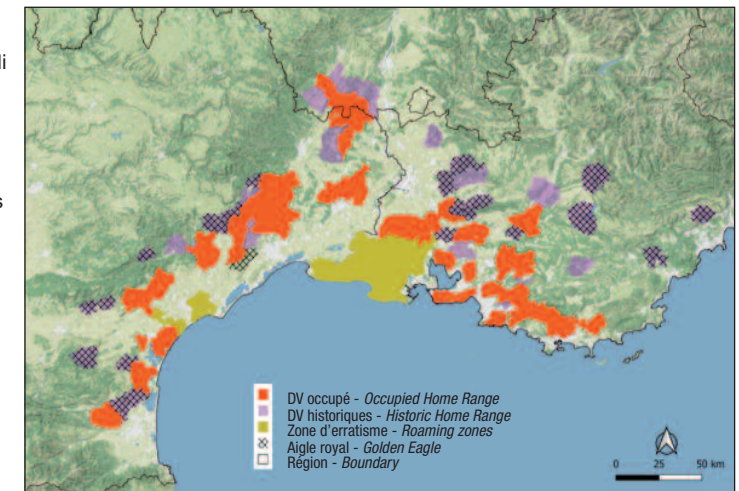 li
s
DV occupé - Occupied Home Range
DV historiques - Historic Home Range
Zone d'erratisme - Roaming zones
Aigle royal - Golden Eagle
Région - Boundary
0 25 50 km